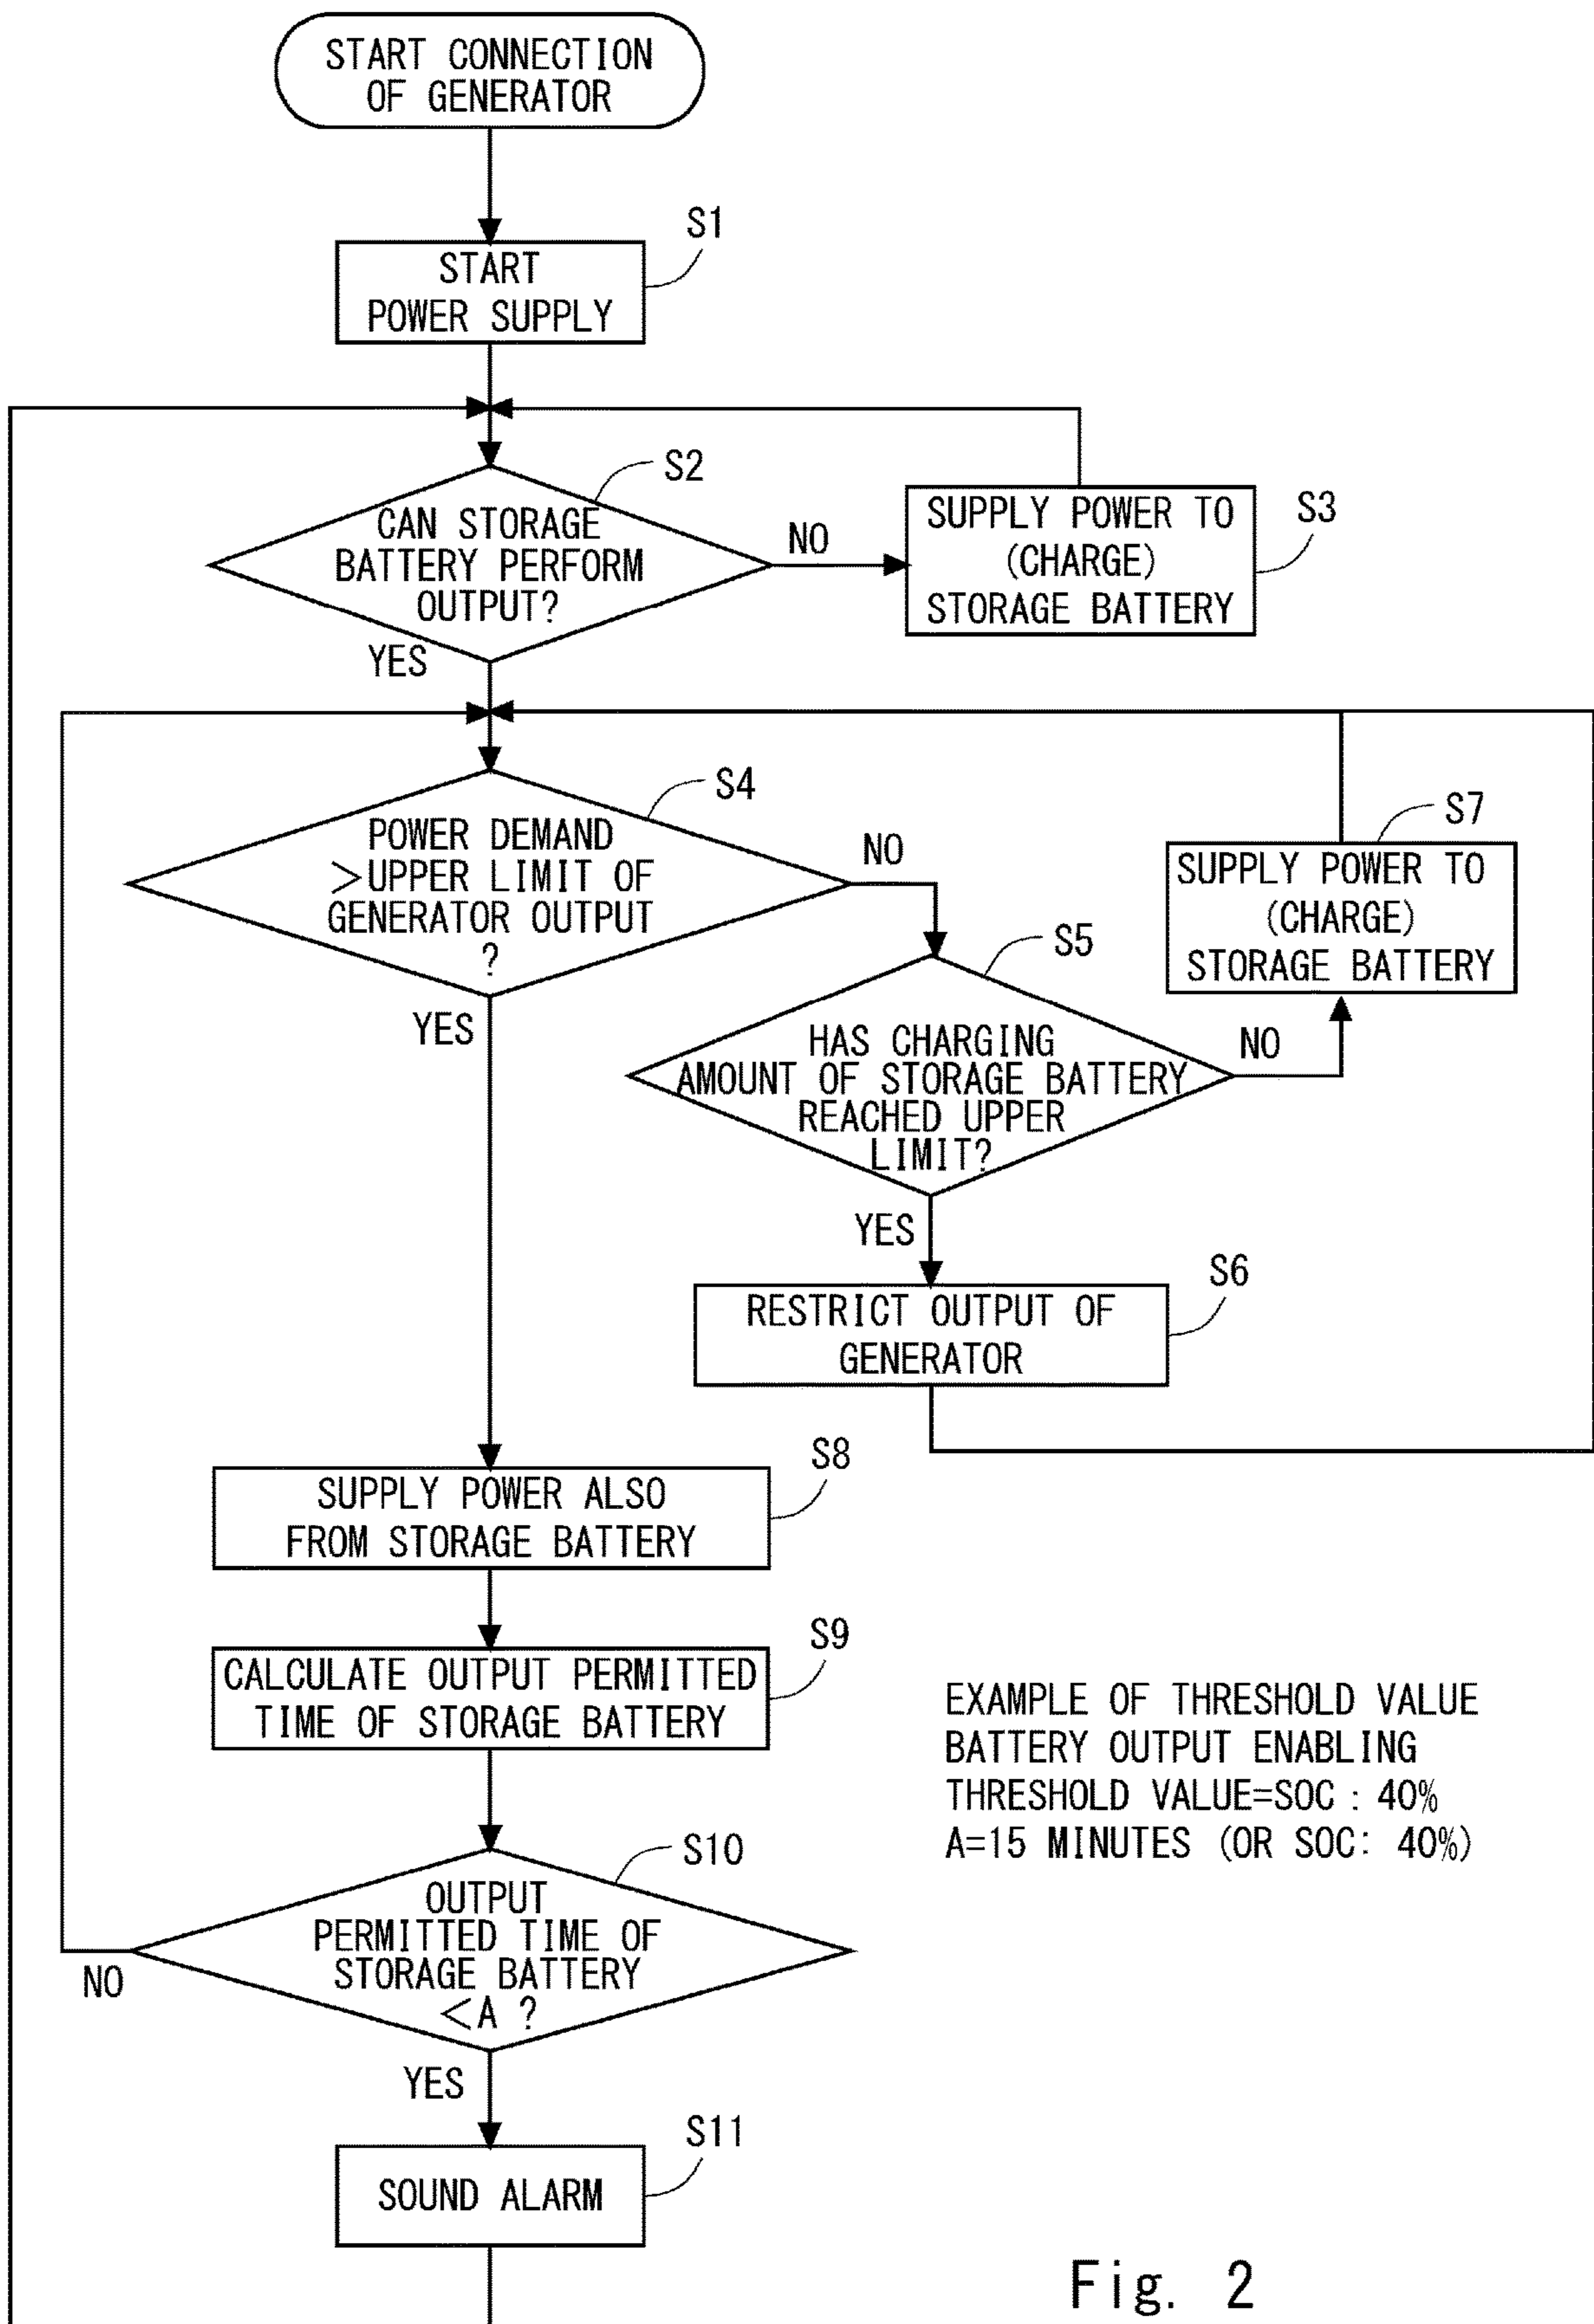 START CONNECTION
OF GENERATOR
S1
START
POWER SUPPLY
S2
CAN STORAGE
BATTERY PERFORM
OUTPUT?
NO
YES
S3
SUPPLY POWER TO
(CHARGE)
STORAGE BATTERY
S4
POWER DEMAND
>UPPER LIMIT OF
GENERATOR OUTPUT
?
NO
YES
S5
HAS CHARGING
AMOUNT OF STORAGE BATTERY
REACHED UPPER
LIMIT?
NO
YES
S7
SUPPLY POWER TO
(CHARGE)
STORAGE BATTERY
S6
RESTRICT OUTPUT OF
GENERATOR
S8
SUPPLY POWER ALSO
FROM STORAGE BATTERY
S9
CALCULATE OUTPUT PERMITTED
TIME OF STORAGE BATTERY
S10
OUTPUT
PERMITTED TIME OF
STORAGE BATTERY
<A ?
NO
YES
S11
SOUND ALARM
EXAMPLE OF THRESHOLD VALUE
BATTERY OUTPUT ENABLING
THRESHOLD VALUE=SOC : 40%
A=15 MINUTES (OR SOC: 40%)
Fig. 2